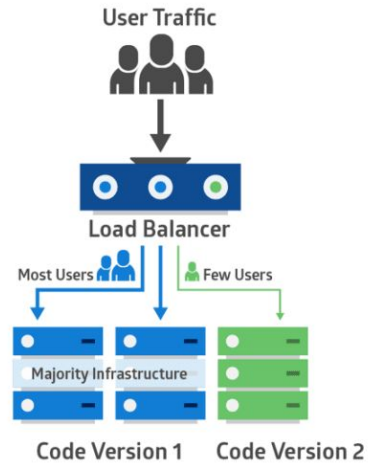 User Traffic
Load Balancer
Most Users
Few Users
Majority Infrastructure
Code Version 1
Code Version 2